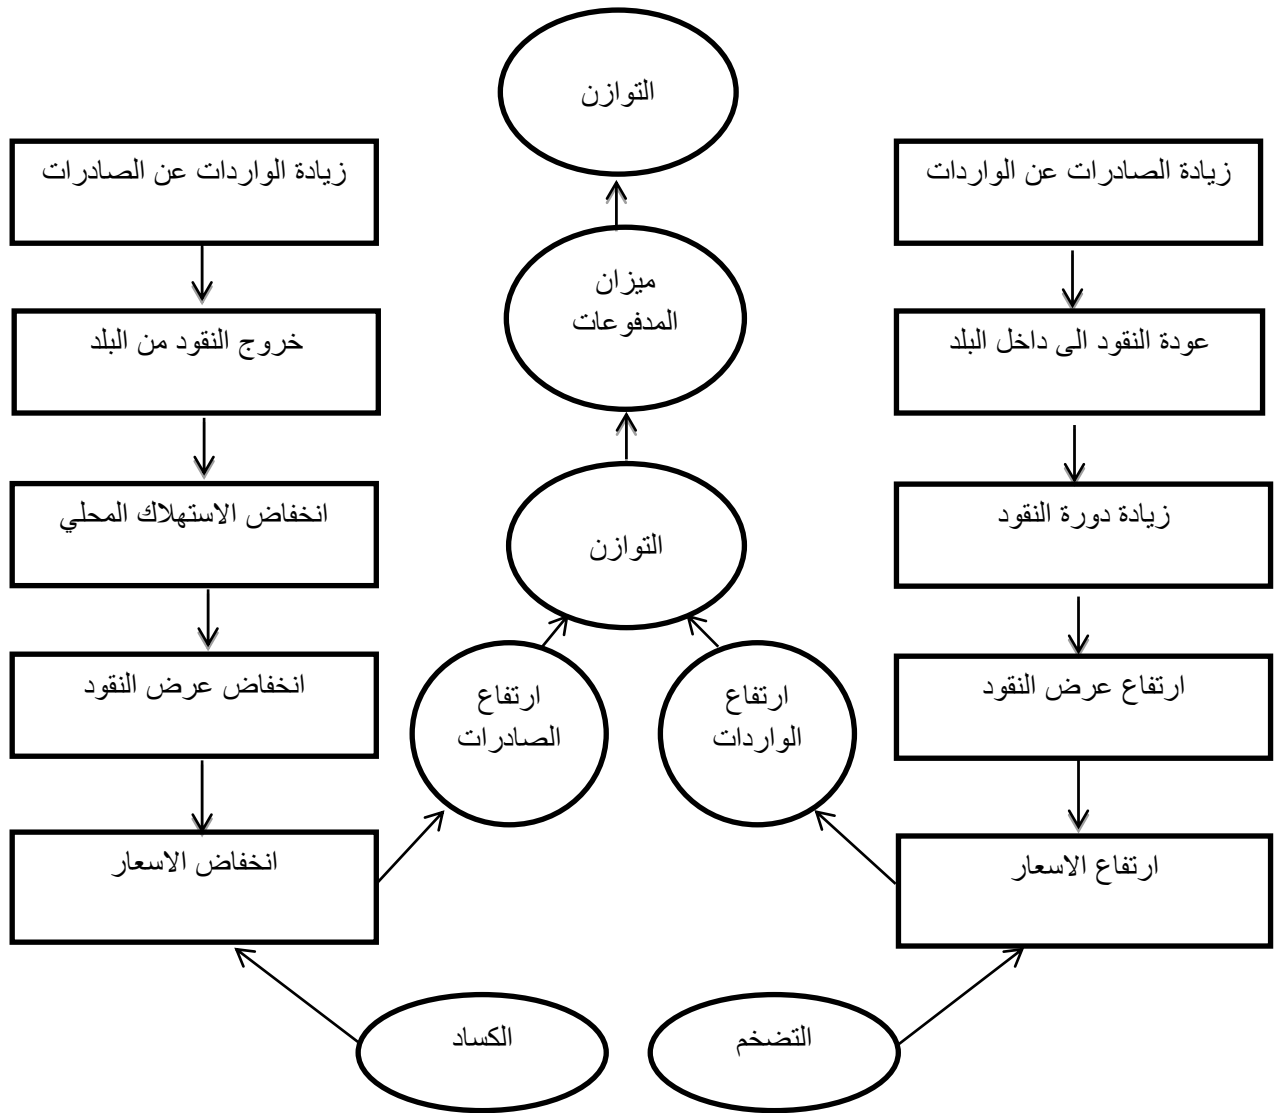 التوازن
زيادة الصادرات عن الواردات
زيادة الواردات عن الصادرات
ميزان
المدفوعات
عودة النقود الى داخل البلد
خروج النقود من البلد
زيادة دورة النقود
انخفاض الاستهلاك المحلي
التوازن
ارتفاع عرض النقود
ارتفاع
الواردات
ارتفاع
الصادرات
انخفاض عرض النقود
ارتفاع الاسعار
انخفاض الاسعار
التضخم
الكساد